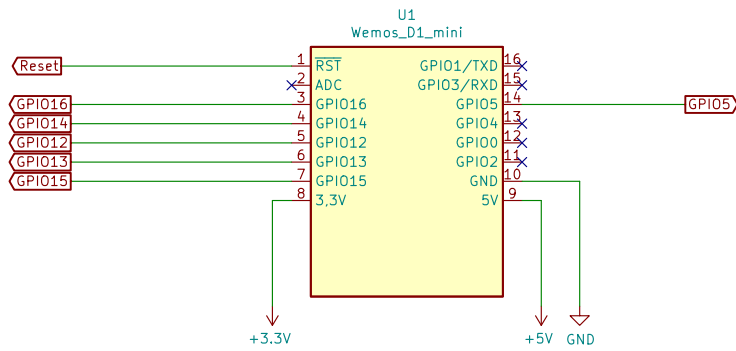 U1
Wemos_D1_mini
Reset 1 RST GPIO1/TXD 16
2 ADC GPIO3/RXD 15
GPIO16 3 GPIO16 GPIO5 14 GPIO5
GPIO14 4 GPIO14 GPIO4 13
GPIO12 5 GPIO12 GPIO0 12
GPIO13 6 GPIO13 GPIO2 11
GPIO15 7 GPIO15 GND 10
8 3,3V 5V 9
+3.3V +5V GND